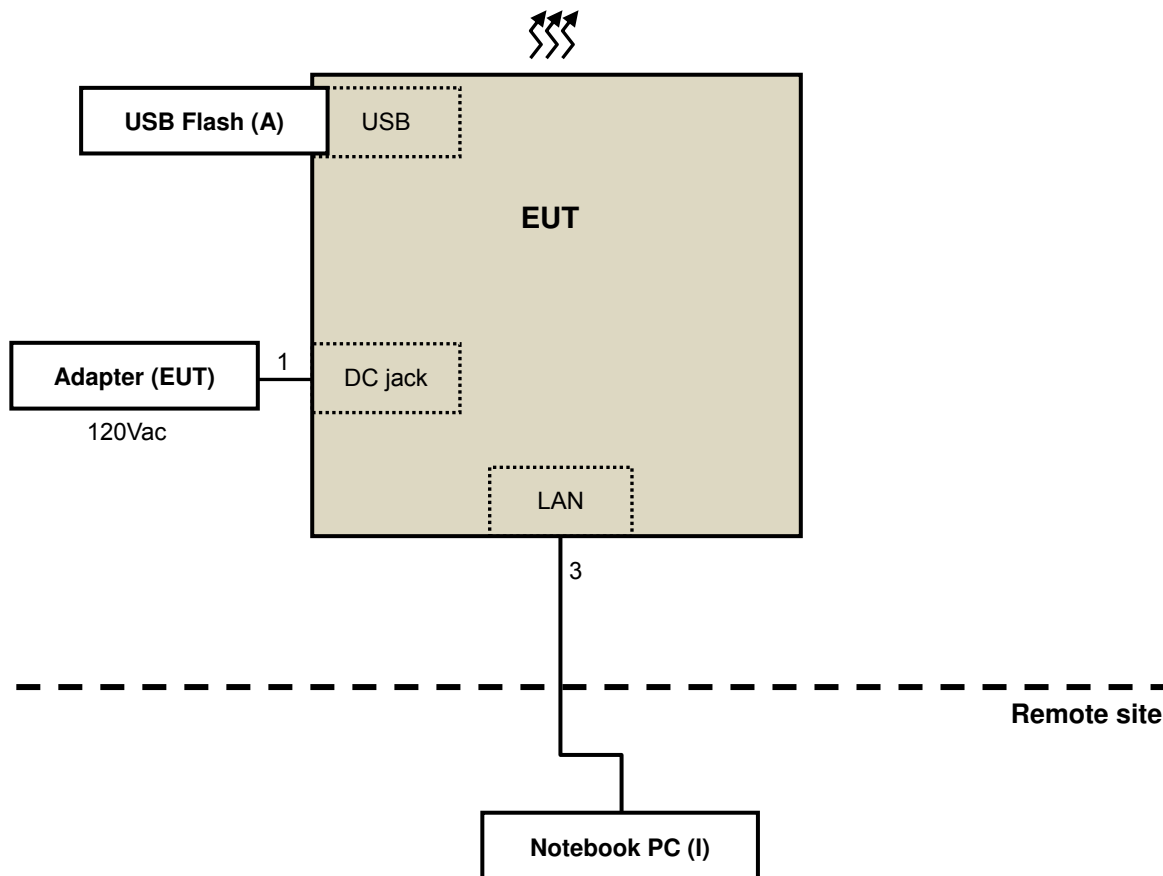 USB Flash (A)
USB
EUT
Adapter (EUT)
1
DC jack
120Vac
LAN
3
Remote site
Notebook PC (I)